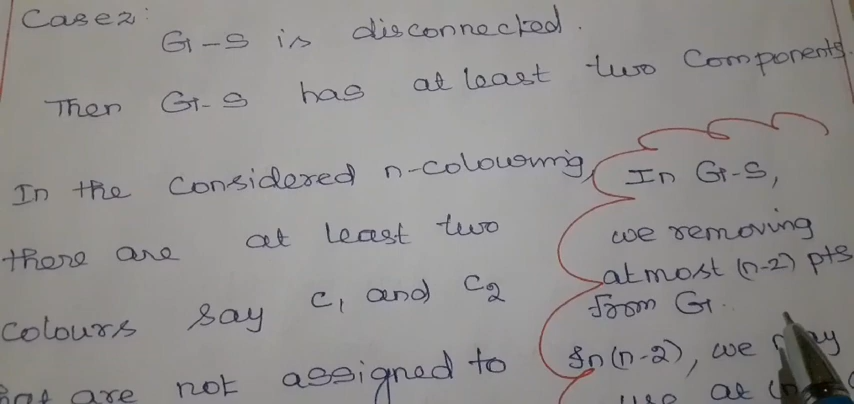 Case 2:
G-S is disconnected.
Then G-S has at least two Components.
In the considered n-colouring,
there are at least two
colours say c₁ and c₂
are not assigned to
In G-S,
we removing
atmost (n-2) pts
from G.
In (n-2), we
use at